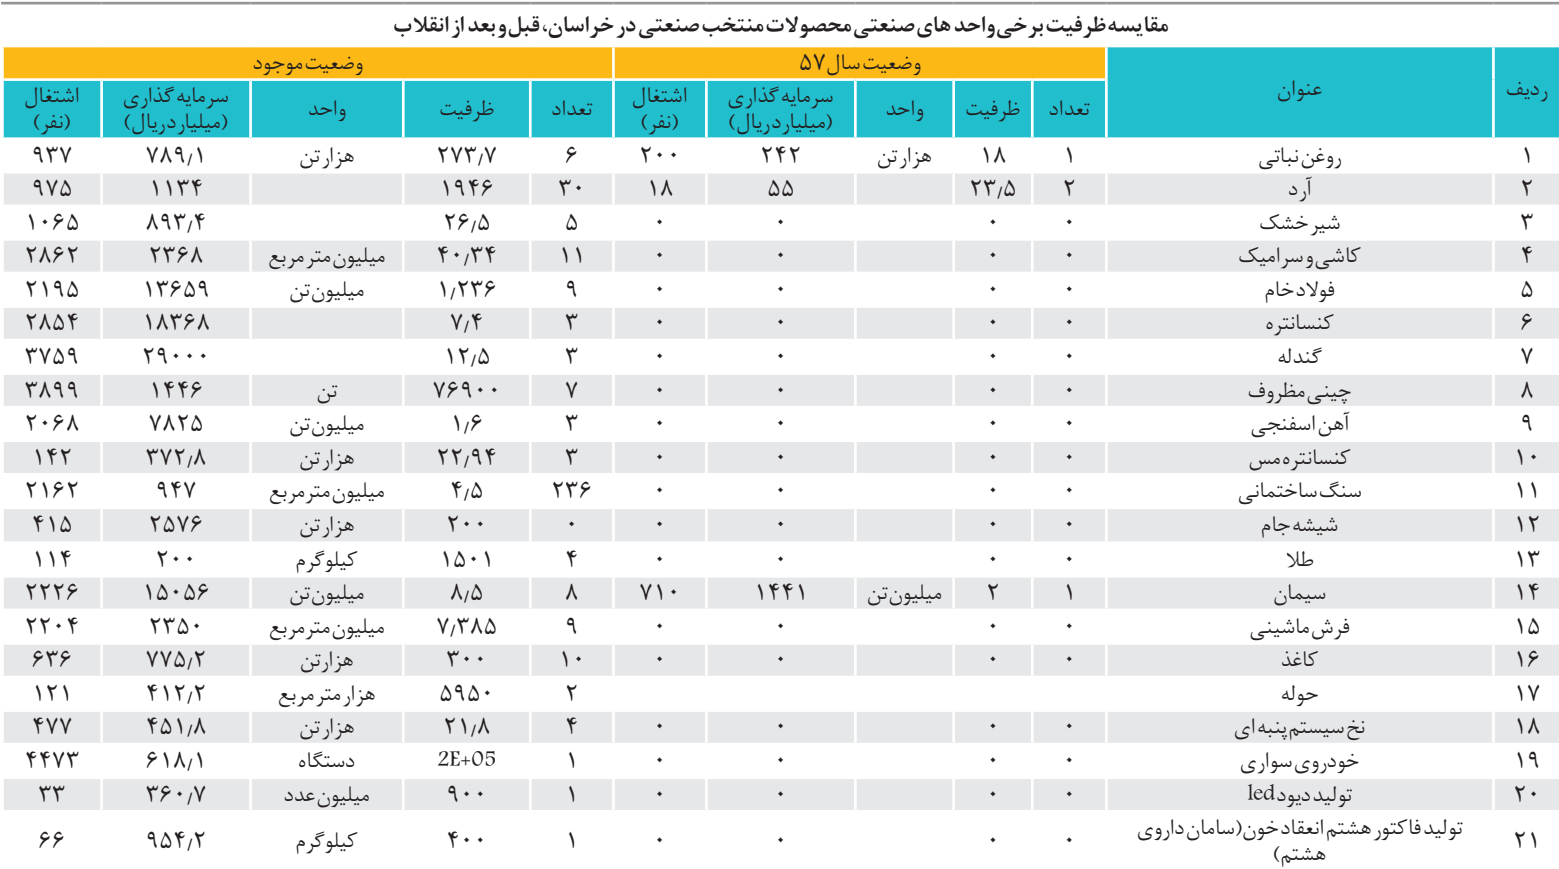 مقایسه ظرفیت برخی واحد های صنعتی محصولات منتخب صنعتی در خراسان، قبل و بعد از انقلاب
ردیف عنوان وضعیت سال ۵۷ وضعیت موجود
تعداد ظرفیت واحد سرمایه گذاری (میلیارد ریال) اشتغال (نفر) تعداد ظرفیت واحد سرمایه گذاری (میلیارد ریال) اشتغال (نفر)
۱ روغن نباتی ۱ ۱۸ هزار تن ۲۴۲ ۲۰۰ ۶ ۲۷۳/۷ هزار تن ۷۸۹/۱ ۹۳۷
۲ آرد ۲ ۲۳/۵ ۵۵ ۱۸ ۳۰ ۱۹۴۶ ۱۱۳۴ ۹۷۵
۳ شیر خشک ۰ ۰ ۰ ۰ ۵ ۲۶/۵ ۸۹۳/۴ ۱۰۶۵
۴ کاشی و سرامیک ۰ ۰ ۰ ۰ ۱۱ ۴۰/۳۴ میلیون متر مربع ۲۳۶۸ ۲۸۶۲
۵ فولاد خام ۰ ۰ ۰ ۰ ۹ ۱/۲۳۶ میلیون تن ۱۳۶۵۹ ۲۱۹۵
۶ کنسانتره ۰ ۰ ۰ ۰ ۳ ۷/۴ ۱۸۳۶۸ ۲۸۵۴
۷ گندله ۰ ۰ ۰ ۰ ۳ ۱۲/۵ ۲۹۰۰۰ ۳۷۵۹
۸ چینی مظروف ۰ ۰ ۰ ۰ ۷ ۷۶۹۰۰ تن ۱۴۴۶ ۳۸۹۹
۹ آهن اسفنجی ۰ ۰ ۰ ۰ ۳ ۱/۶ میلیون تن ۷۸۲۵ ۲۰۶۸
۱۰ کنسانتره مس ۰ ۰ ۰ ۰ ۳ ۲۲/۹۴ هزار تن ۳۷۲/۸ ۱۴۲
۱۱ سنگ ساختمانی ۰ ۰ ۰ ۰ ۲۳۶ ۴/۵ میلیون متر مربع ۹۴۷ ۲۱۶۲
۱۲ شیشه جام ۰ ۰ ۰ ۰ ۰ ۲۰۰ هزار تن ۲۵۷۶ ۴۱۵
۱۳ طلا ۰ ۰ ۰ ۰ ۴ ۱۵۰۱ کیلوگرم ۲۰۰ ۱۱۴
۱۴ سیمان ۱ ۲ میلیون تن ۱۴۴۱ ۷۱۰ ۸ ۸/۵ میلیون تن ۱۵۰۵۶ ۲۲۲۶
۱۵ فرش ماشینی ۰ ۰ ۰ ۰ ۹ ۷/۳۸۵ میلیون متر مربع ۲۳۵۰ ۲۲۰۴
۱۶ کاغذ ۰ ۰ ۰ ۰ ۱۰ ۳۰۰ هزار تن ۷۷۵/۲ ۶۳۶
۱۷ حوله ۲ ۵۹۵۰ هزار متر مربع ۴۱۲/۲ ۱۲۱
۱۸ نخ سیستم پنبه ای ۰ ۰ ۰ ۰ ۴ ۲۱/۸ هزار تن ۴۵۱/۸ ۴۷۷
۱۹ خودروی سواری ۰ ۰ ۰ ۰ ۱ 2E+05 دستگاه ۶۱۸/۱ ۴۴۷۳
۲۰ تولید دیود led ۰ ۰ ۰ ۰ ۱ ۹۰۰ میلیون عدد ۳۶۰/۷ ۳۳
۲۱ تولید فاکتور هشتم انعقاد خون (سامان داروی هشتم) ۰ ۰ ۰ ۰ ۱ ۴۰۰ کیلوگرم ۹۵۴/۲ ۶۶